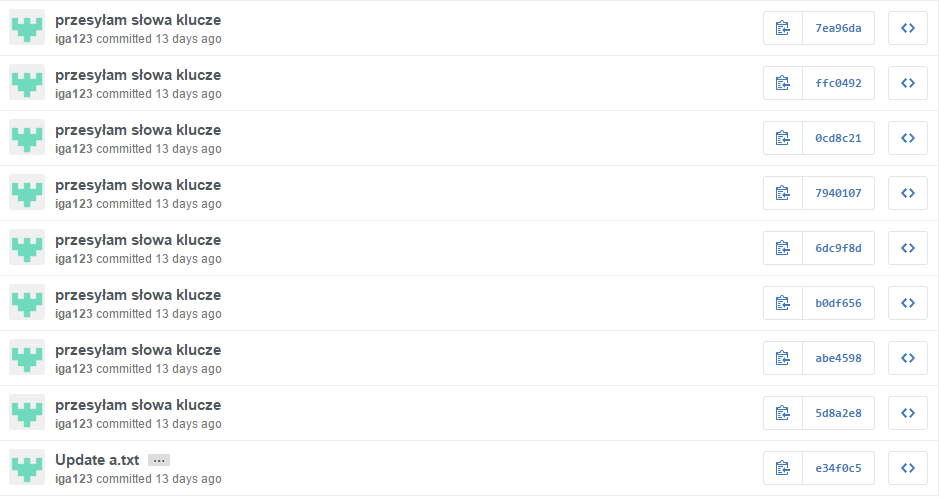 przesyłam słowa klucze
iga123 committed 13 days ago
7ea96da
przesyłam słowa klucze
iga123 committed 13 days ago
ffc0492
przesyłam słowa klucze
iga123 committed 13 days ago
0cd8c21
przesyłam słowa klucze
iga123 committed 13 days ago
7940107
przesyłam słowa klucze
iga123 committed 13 days ago
6dc9f8d
przesyłam słowa klucze
iga123 committed 13 days ago
b0df656
przesyłam słowa klucze
iga123 committed 13 days ago
abe4598
przesyłam słowa klucze
iga123 committed 13 days ago
5d8a2e8
Update a.txt ...
iga123 committed 13 days ago
e34f0c5